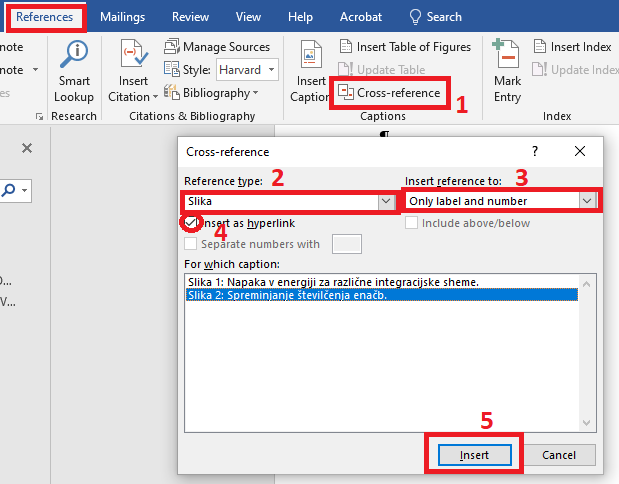 References Mailings Review View Help Acrobat Search
note
note
es
Smart Lookup
Research
Insert Citation
Manage Sources
Style: Harvard
Bibliography
Citations & Bibliography
Insert Caption
Insert Table of Figures
Update Table
Cross-reference
1
Captions
Mark Entry
Insert Index
Update Index
Index
¶
Cross-reference ?
Reference type: 2
Slika
Insert reference to: 3
Only label and number
Insert as hyperlink
4
Include above/below
Separate numbers with
For which caption:
Slika 1: Napaka v energiji za različne integracijske sheme.
Slika 2: Spreminjanje številčenja enačb.
5
Insert Cancel
O...
V...